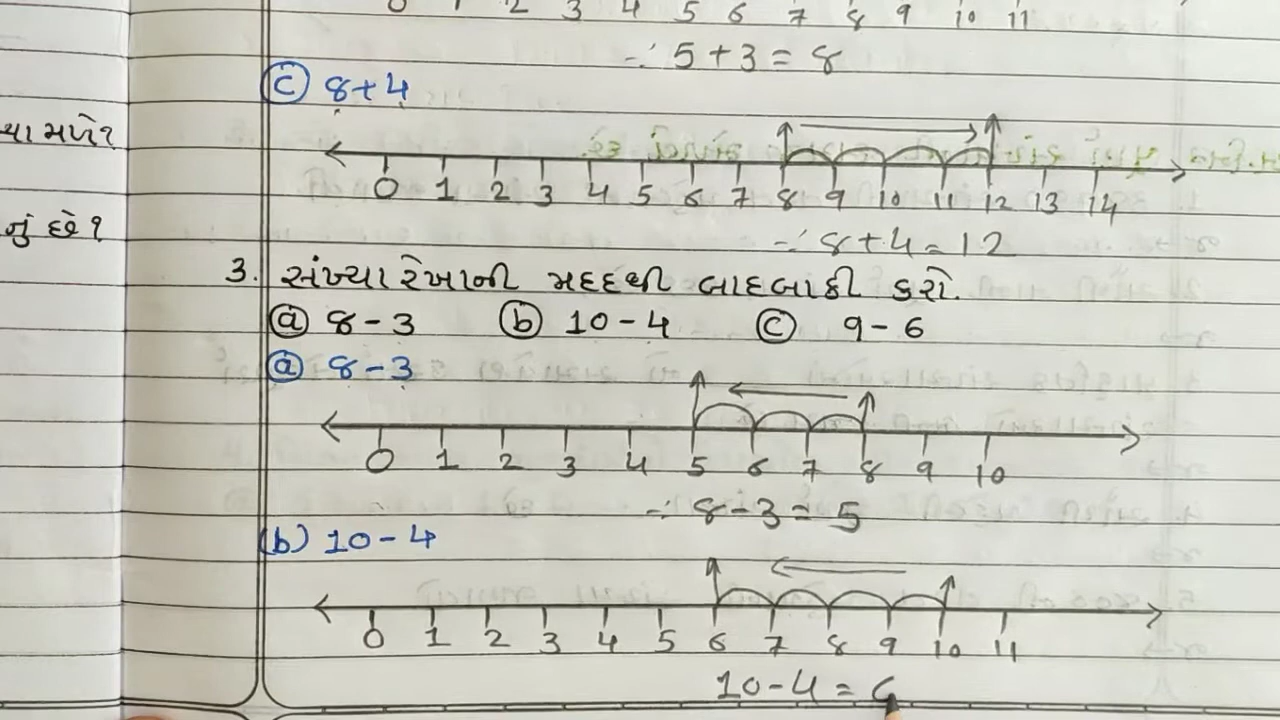 0 1 2 3 4 5 6 7 8 9 10 11
∴ 5+3=8
ⓒ 8+4
0 1 2 3 4 5 6 7 8 9 10 11 12 13 14
∴ 8+4=12
3. સંખ્યા રેખાની મદદથી બાદબાકી કરો.
ⓐ 8-3 ⓑ 10-4 ⓒ 9-6
ⓐ 8-3
0 1 2 3 4 5 6 7 8 9 10
∴ 8-3=5
(b) 10-4
0 1 2 3 4 5 6 7 8 9 10 11
10-4=6